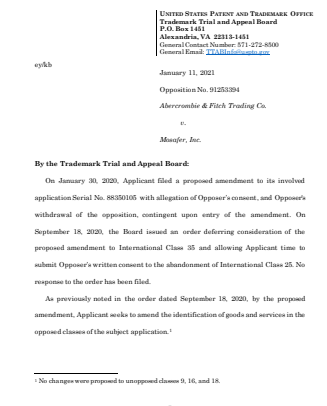 UNITED STATES PATENT AND TRADEMARK OFFICE
Trademark Trial and Appeal Board
P.O. Box 1451
Alexandria, VA 22313-1451
General Contact Number: 571-272-8500
General Email: TTABInfo@uspto.gov
ey/kb
January 11, 2021
Opposition No. 91253394
Abercrombie & Fitch Trading Co.
v.
Masafer, Inc.
By the Trademark Trial and Appeal Board:
On January 30, 2020, Applicant filed a proposed amendment to its involved
application Serial No. 88350105 with allegation of Opposer's consent, and Opposer's
withdrawal of the opposition, contingent upon entry of the amendment. On
September 18, 2020, the Board issued an order deferring consideration of the
proposed amendment to International Class 35 and allowing Applicant time to
submit Opposer's written consent to the abandonment of International Class 25. No
response to the order has been filed.
As previously noted in the order dated September 18, 2020, by the proposed
amendment, Applicant seeks to amend the identification of goods and services in the
opposed classes of the subject application.¹
¹ No changes were proposed to unopposed classes 9, 16, and 18.